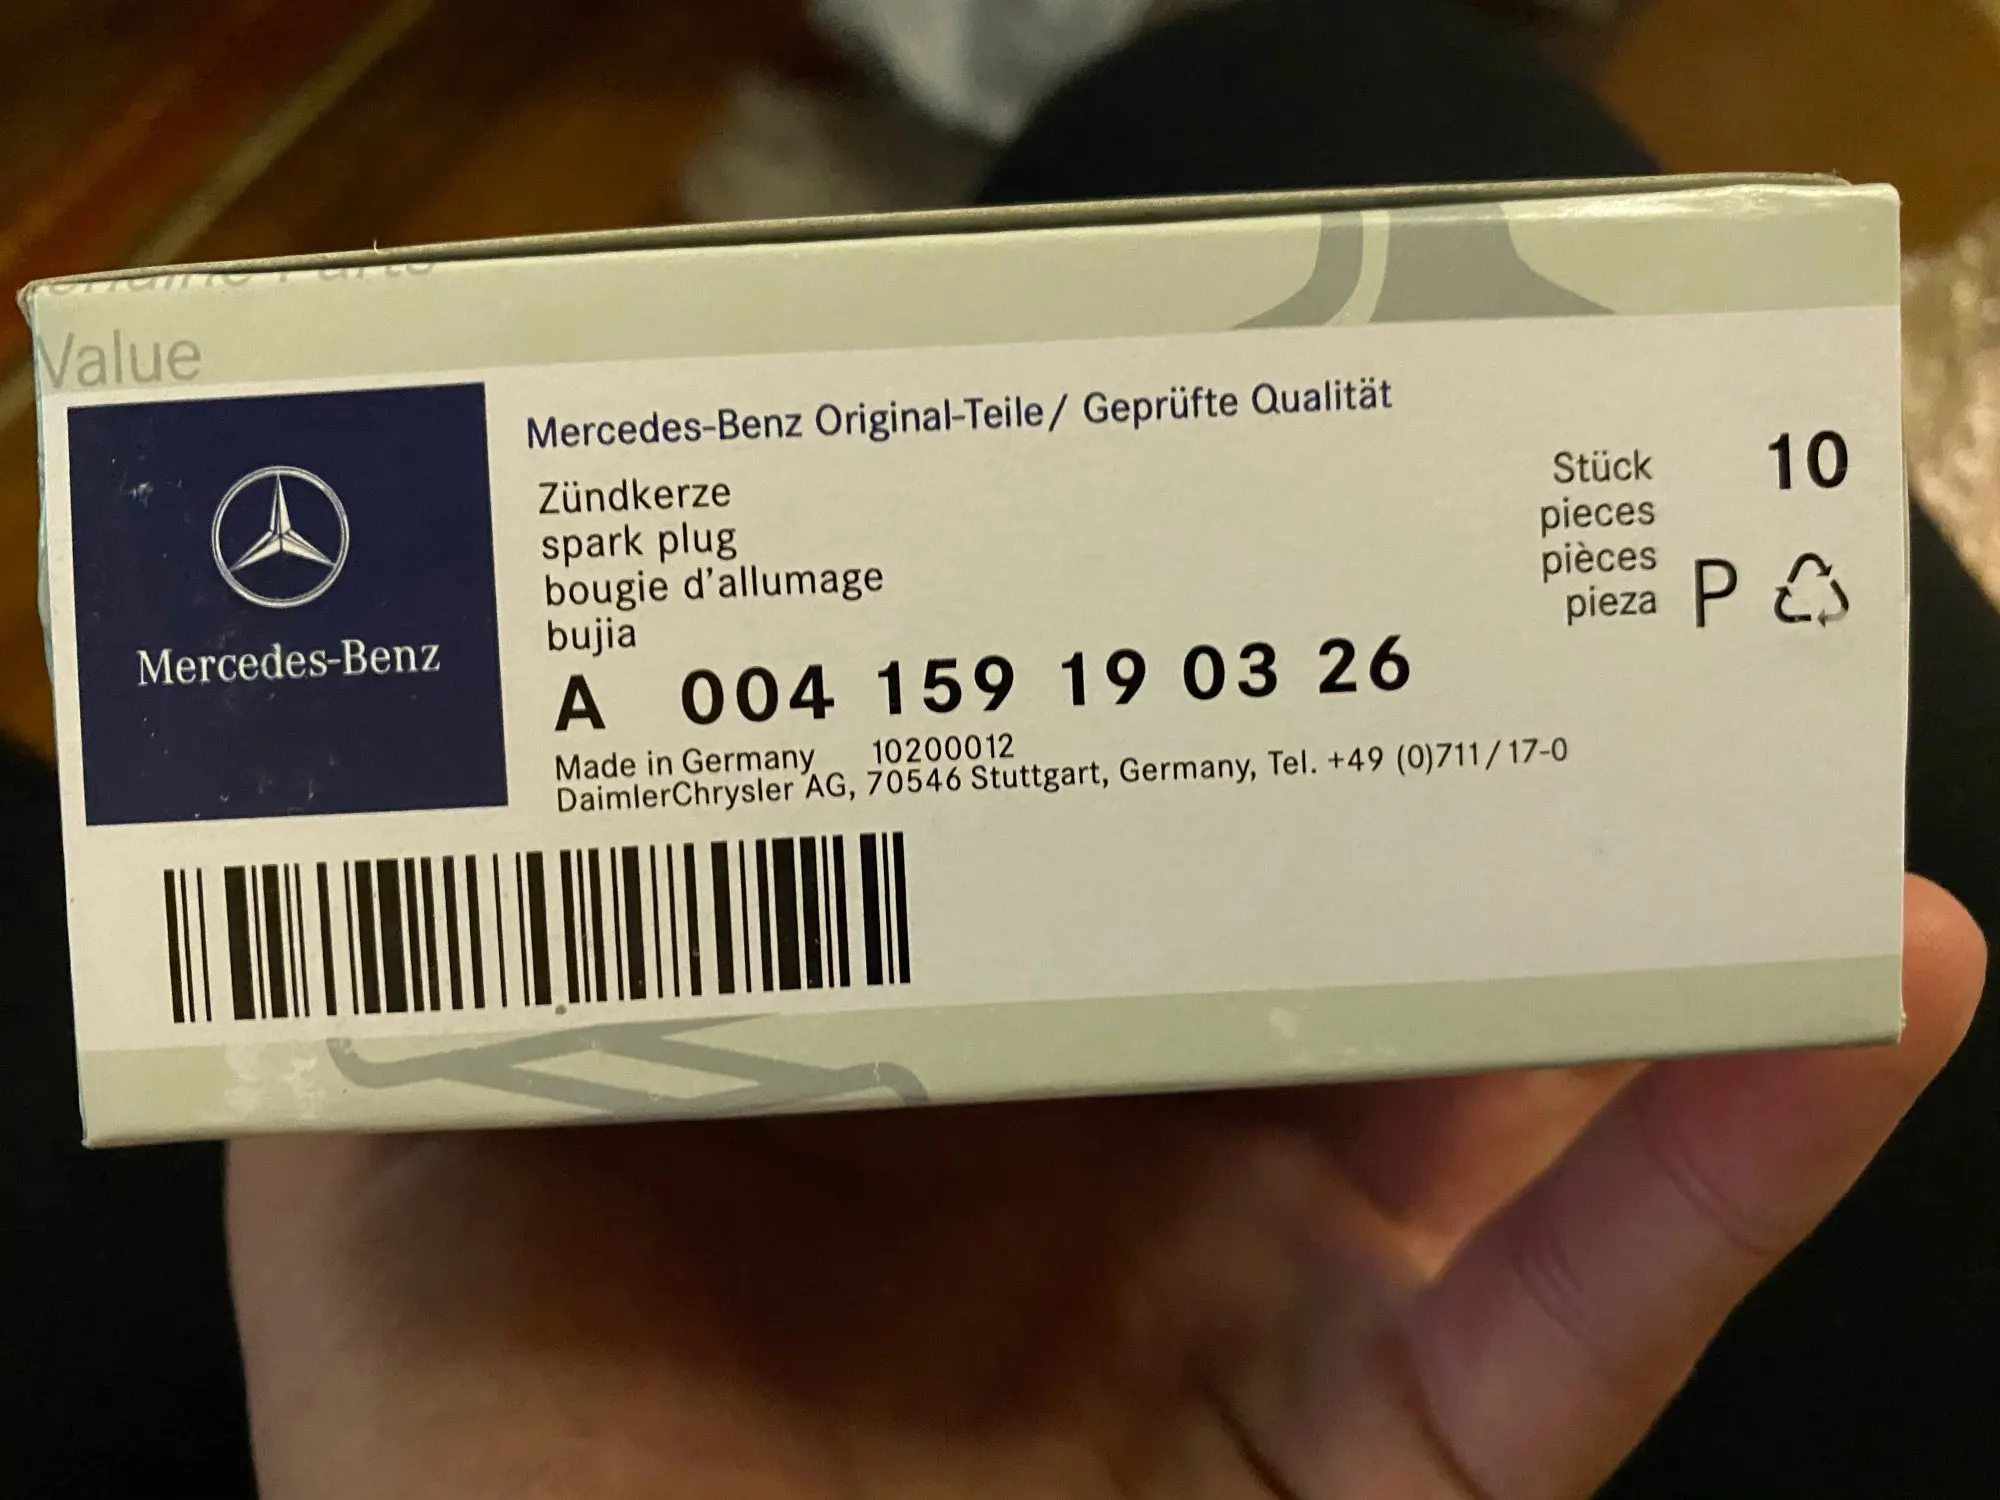 Genuine Parts
Value
Mercedes-Benz
Mercedes-Benz Original-Teile/ Geprüfte Qualität
Zündkerze
spark plug
bougie d'allumage
bujia
A 004 159 19 03 26
Made in Germany 10200012
DaimlerChrysler AG, 70546 Stuttgart, Germany, Tel. +49 (0)711/17-0
Stück 10
pieces
pièces
pieza P